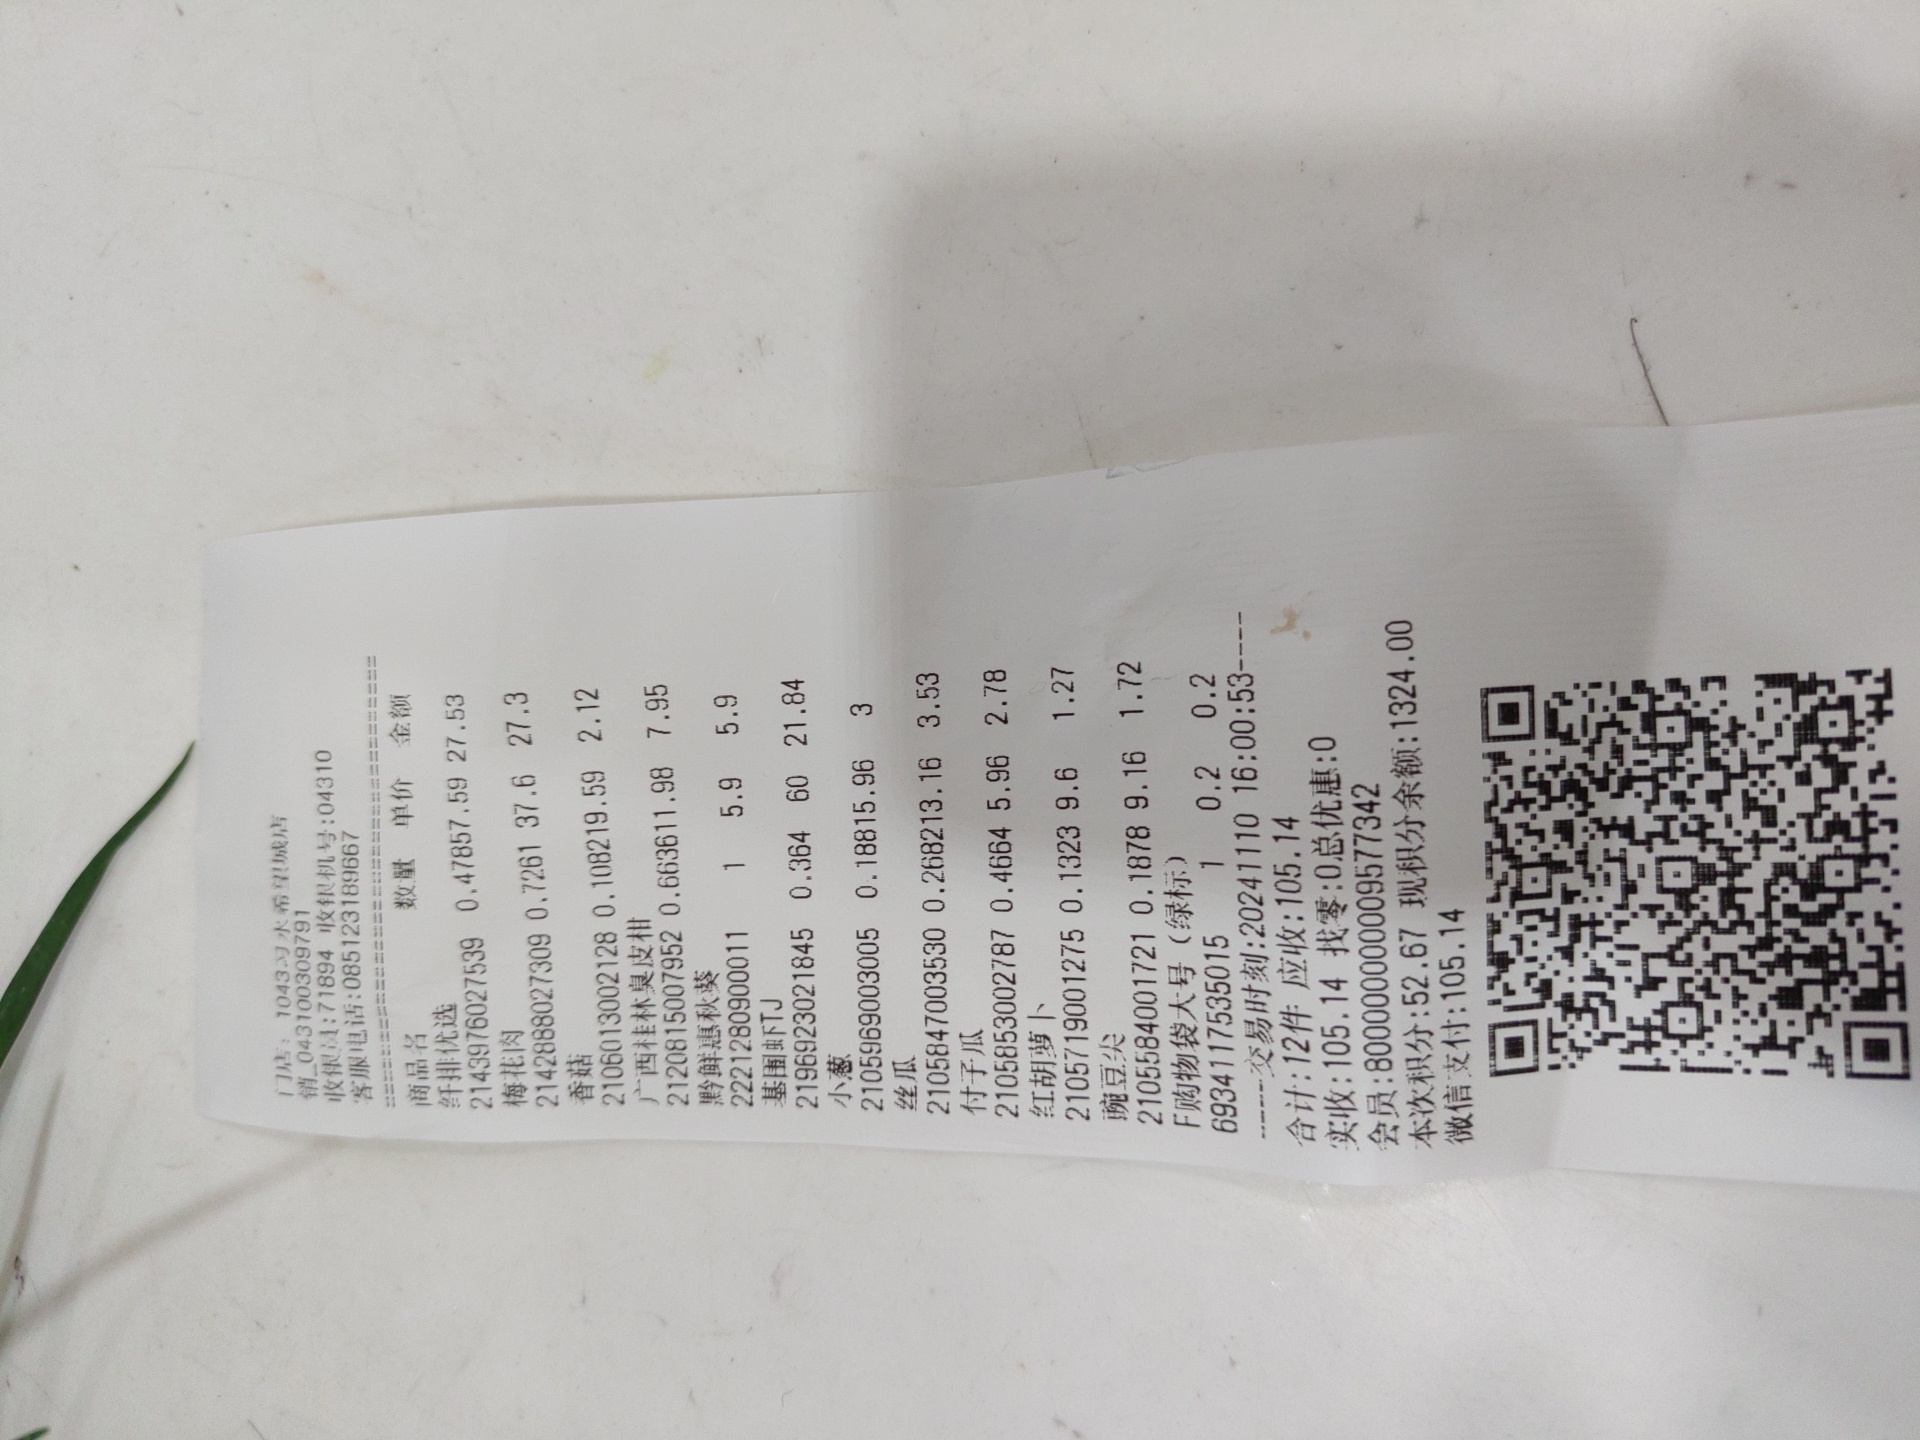 门店: 1043习水希望城店
销_04310030979​1
收银员:71894 收银机号:04310
客服电话:085123189667
================================
商品名 数量 单价 金额
纤排优选
2143976027539 0.47857.59 27.53
梅花肉
2142888027309 0.7261 37.6 27.3
香菇
2106013002128 0.108219.59 2.12
广西桂林臭皮柑
2120815007952 0.663611.98 7.95
黔鲜惠秋葵
2221280900011 1 5.9 5.9
基围虾TJ
2196923021845 0.364 60 21.84
小葱
2105969003005 0.18815.96 3
丝瓜
2105847003530 0.268213.16 3.53
付子瓜
2105853002787 0.4664 5.96 2.78
红胡萝卜
2105719001275 0.1323 9.6 1.27
豌豆尖
2105584001721 0.1878 9.16 1.72
F购物袋大号(绿标)
6934117535015 1 0.2 0.2
------交易时刻:20241110 16:00:53-----
合计:12件 应收:105.14
实收:105.14 找零:0总优惠:0
会员:8000000000009577342
本次积分:52.67 现积分余额:1324.00
微信支付:105.14